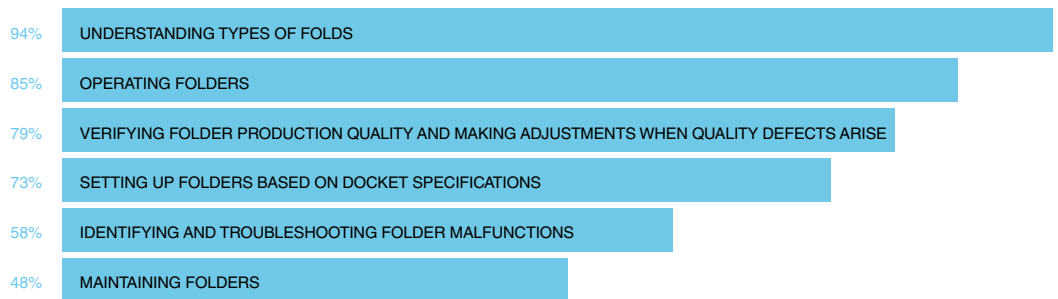 94% UNDERSTANDING TYPES OF FOLDS
85% OPERATING FOLDERS
79% VERIFYING FOLDER PRODUCTION QUALITY AND MAKING ADJUSTMENTS WHEN QUALITY DEFECTS ARISE
73% SETTING UP FOLDERS BASED ON DOCKET SPECIFICATIONS
58% IDENTIFYING AND TROUBLESHOOTING FOLDER MALFUNCTIONS
48% MAINTAINING FOLDERS